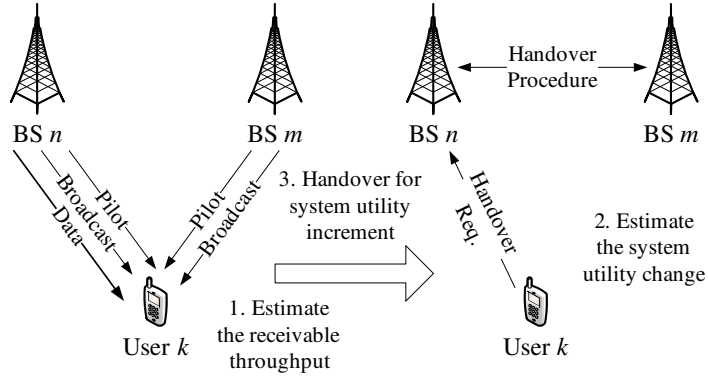 BS n
BS m
Data
Broadcast
Pilot
Pilot
Broadcast
User k
1. Estimate
the receivable
throughput
3. Handover for
system utility
increment
BS n
Handover
Procedure
BS m
Handover
Req.
User k
2. Estimate
the system
utility change